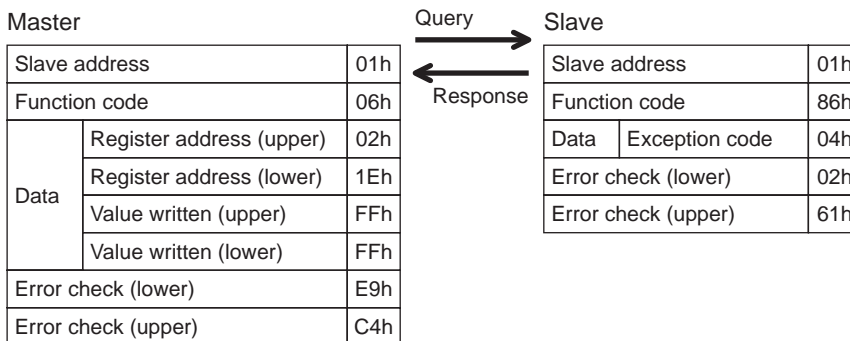 Master
Query
Slave
Response
Slave address 01h
Function code 06h
Data
Register address (upper) 02h
Register address (lower) 1Eh
Value written (upper) FFh
Value written (lower) FFh
Error check (lower) E9h
Error check (upper) C4h
Slave address 01h
Function code 86h
Data Exception code 04h
Error check (lower) 02h
Error check (upper) 61h